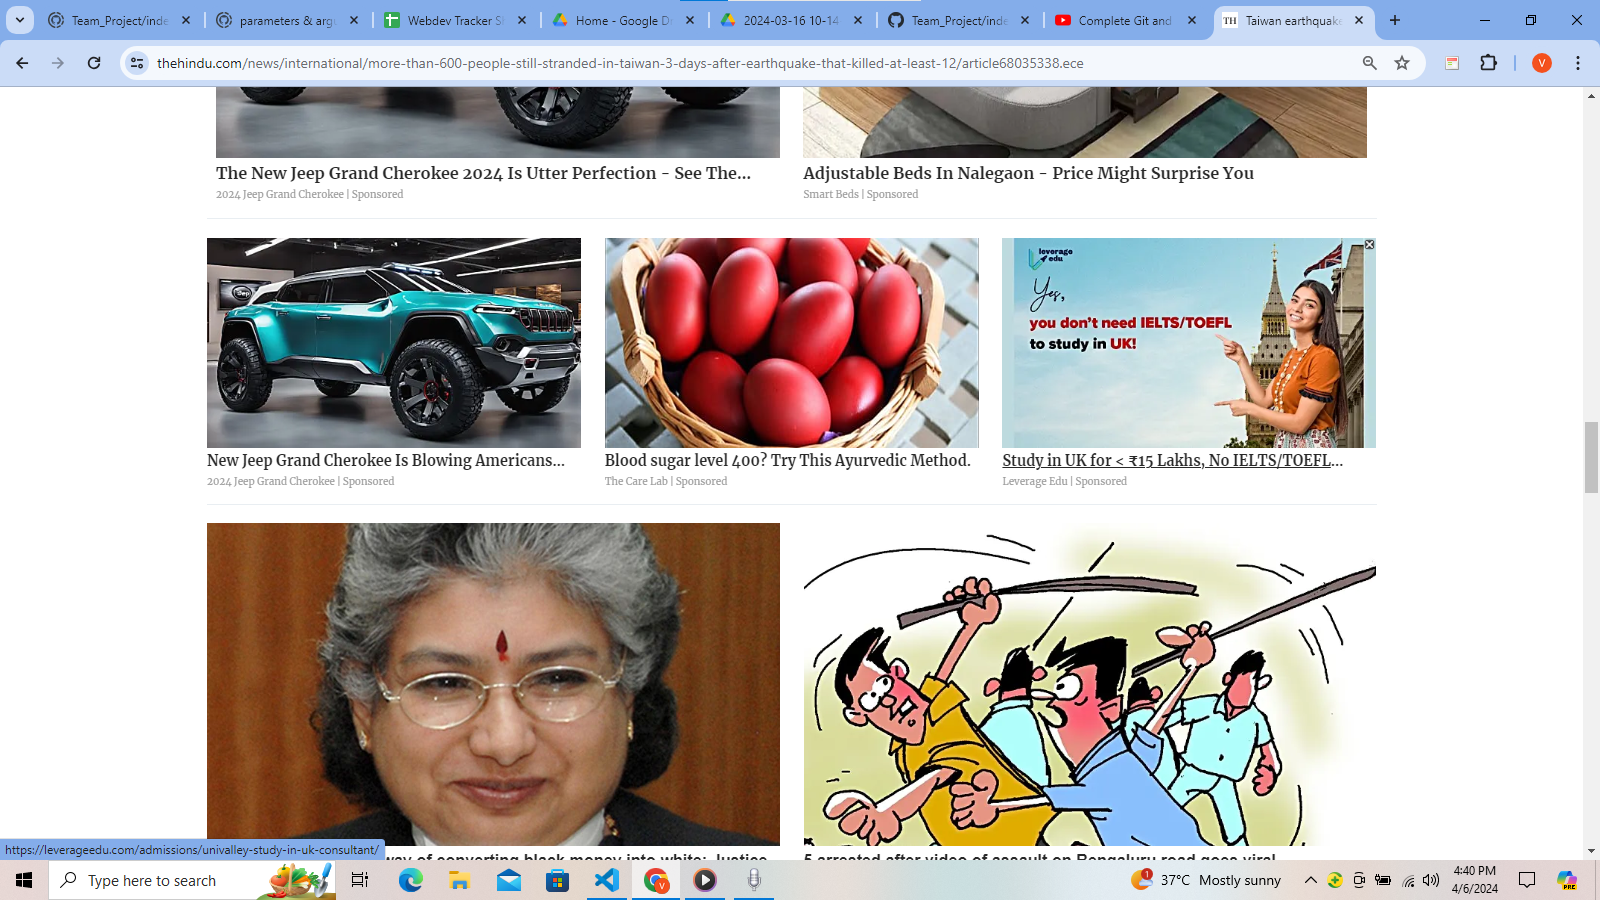 Team_Project/inde
parameters & argu
Webdev Tracker Sh
Home - Google Dr
2024-03-16 10-14
Team_Project/inde
Complete Git and
TH Taiwan earthquake
thehindu.com/news/international/more-than-600-people-still-stranded-in-taiwan-3-days-after-earthquake-that-killed-at-least-12/article68035338.ece
V
The New Jeep Grand Cherokee 2024 Is Utter Perfection - See The...
2024 Jeep Grand Cherokee | Sponsored
Adjustable Beds In Nalegaon - Price Might Surprise You
Smart Beds | Sponsored
Jeep
leverage
edu
Yes,
you don't need IELTS/TOEFL
to study in UK!
New Jeep Grand Cherokee Is Blowing Americans...
2024 Jeep Grand Cherokee | Sponsored
Blood sugar level 400? Try This Ayurvedic Method.
The Care Lab | Sponsored
Study in UK for < ₹15 Lakhs, No IELTS/TOEFL...
Leverage Edu | Sponsored
way of converting black money into white: Justice
5 arrested after video of assault on Bengaluru road goes viral
https://leverageedu.com/admissions/univalley-study-in-uk-consultant/
Type here to search
V
1
37°C Mostly sunny
4:40 PM
4/6/2024
PRE